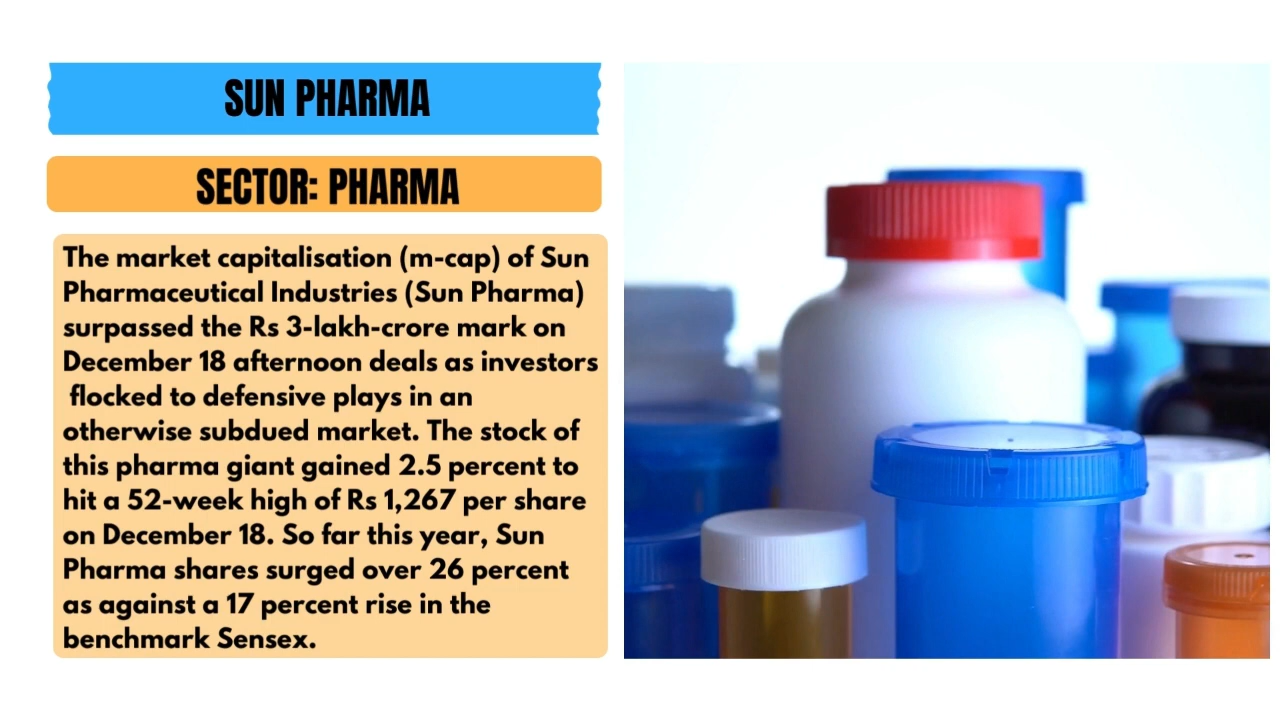 SUN PHARMA
SECTOR: PHARMA
The market capitalisation (m-cap) of Sun
Pharmaceutical Industries (Sun Pharma)
surpassed the Rs 3-lakh-crore mark on
December 18 afternoon deals as investors
flocked to defensive plays in an
otherwise subdued market. The stock of
this pharma giant gained 2.5 percent to
hit a 52-week high of Rs 1,267 per share
on December 18. So far this year, Sun
Pharma shares surged over 26 percent
as against a 17 percent rise in the
benchmark Sensex.